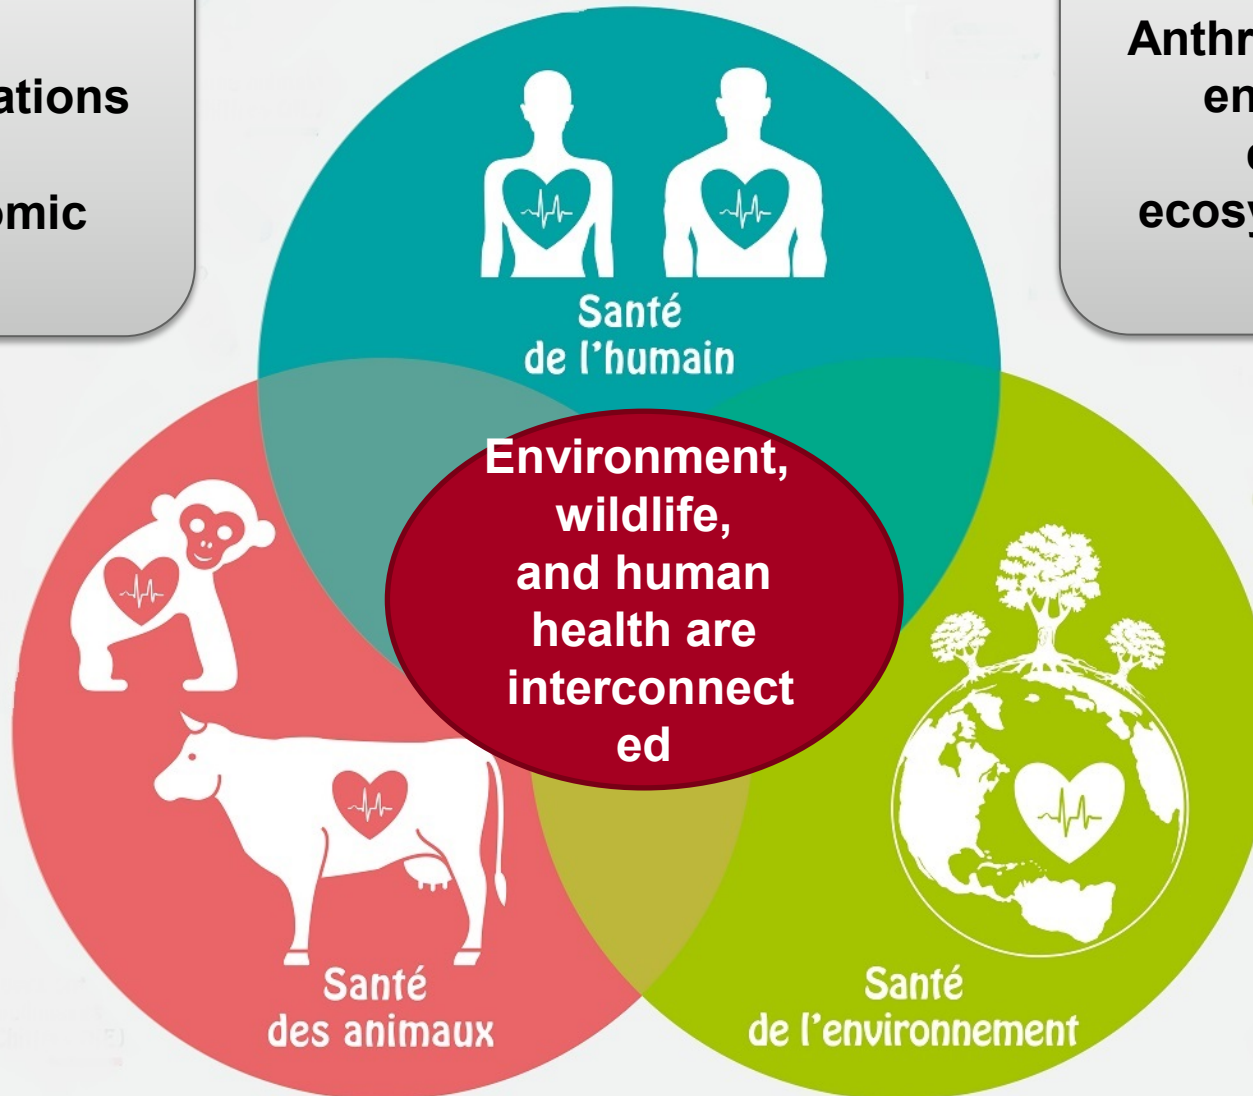 omic
Anthr
en
ecosy
Santé
de l'humain
Environment,
wildlife,
and human
health are
interconnect
ed
Santé
des animaux
Santé
de l'environnement